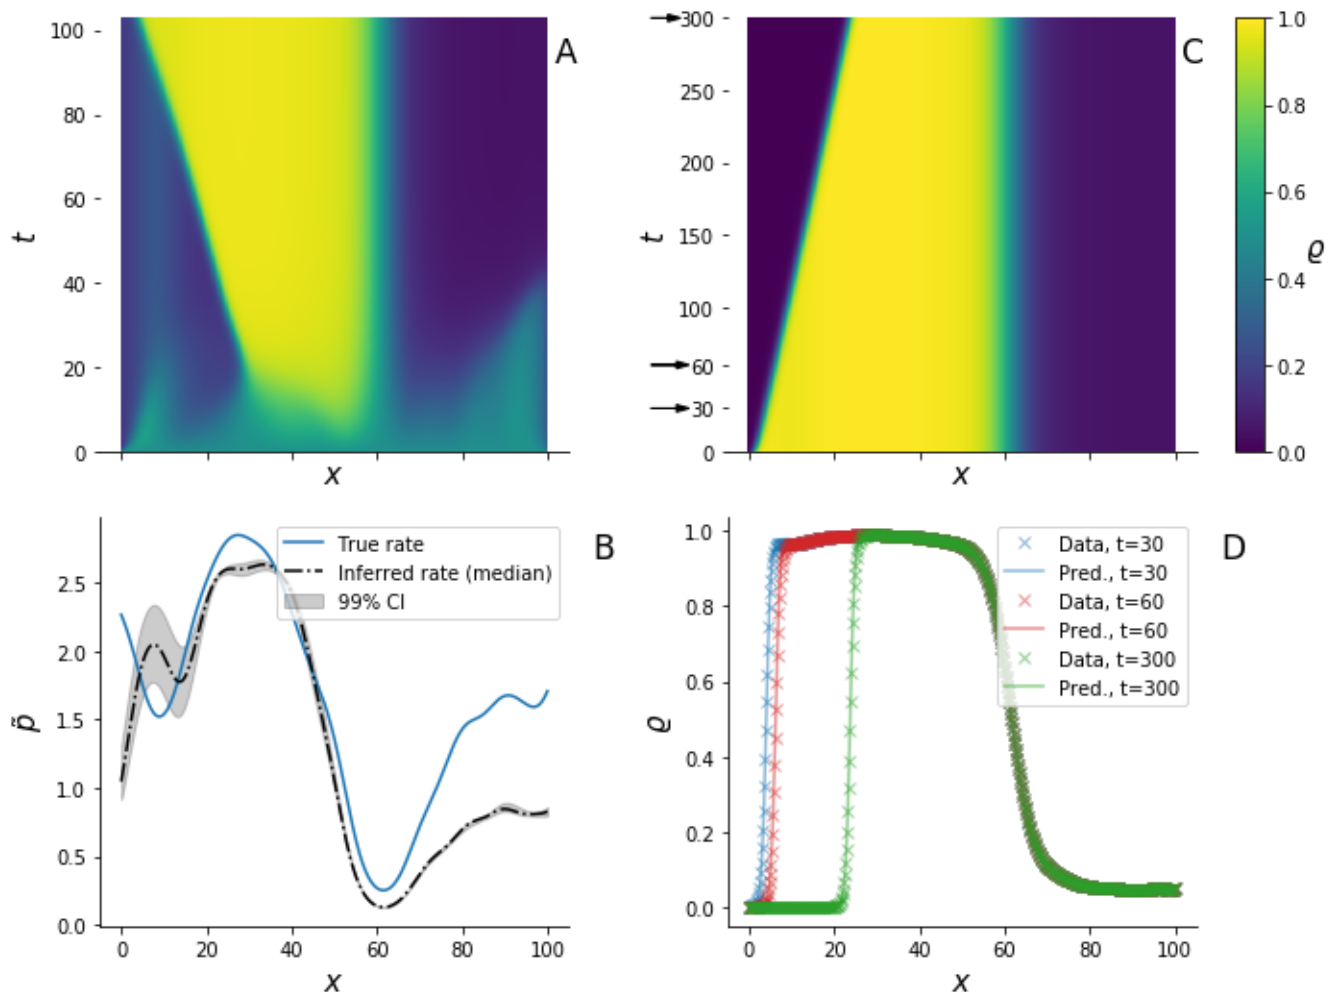 A
100
80
60
40
20
0
t
x
C
300
250
200
150
100
60
30
0
t
x
1.0
0.8
0.6
0.4
0.2
0.0
ϱ
B
True rate
Inferred rate (median)
99% CI
2.5
2.0
1.5
1.0
0.5
0.0
p̃
0 20 40 60 80 100
x
D
Data, t=30
Pred., t=30
Data, t=60
Pred., t=60
Data, t=300
Pred., t=300
1.0
0.8
0.6
0.4
0.2
0.0
ϱ
0 20 40 60 80 100
x